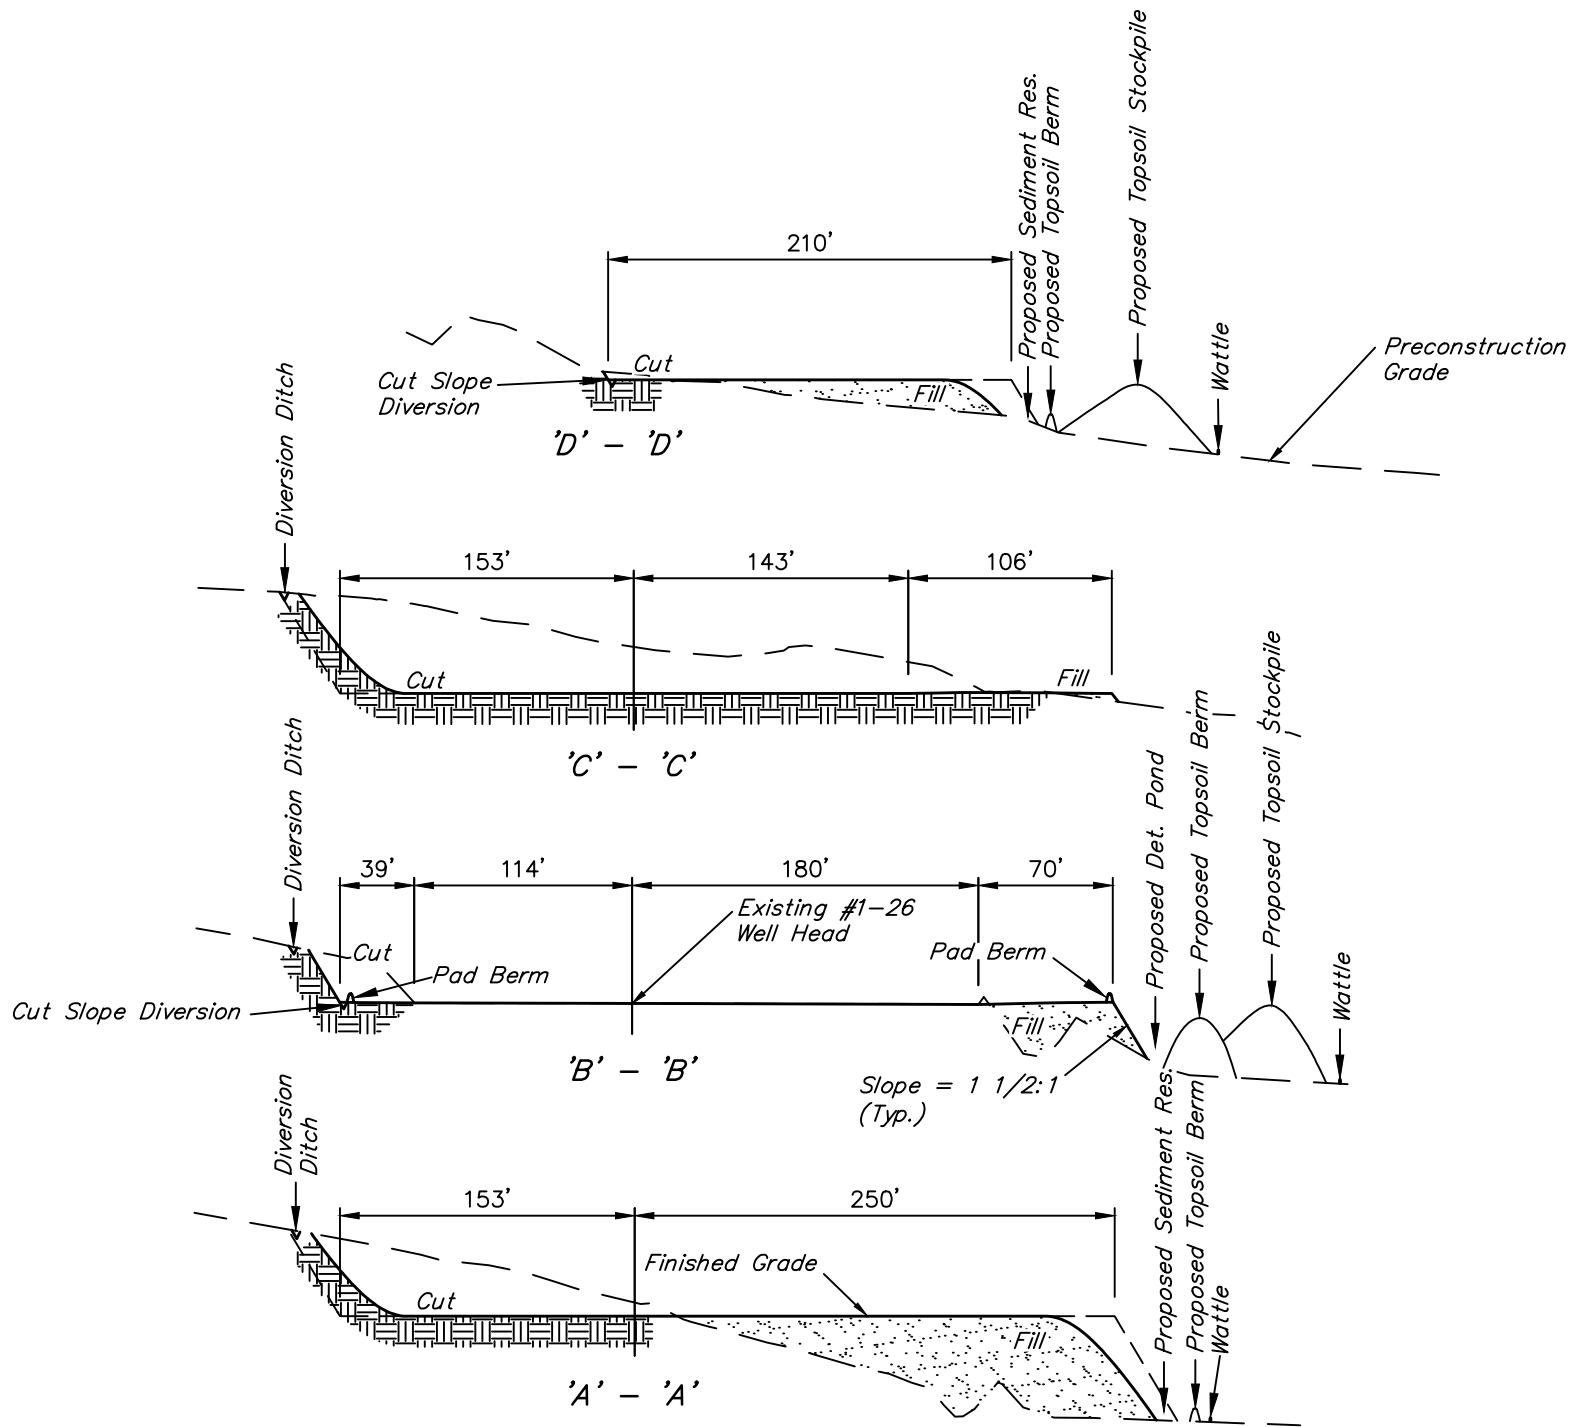 Proposed Sediment Res.
Proposed Topsoil Berm
Proposed Topsoil Stockpile
210'
Wattle
Preconstruction
Grade
Cut
Cut Slope
Diversion
Fill
'D' - 'D'
Diversion Ditch
153'
143'
106'
Cut
Fill
'C' - 'C'
Diversion Ditch
39'
114'
180'
70'
Proposed Det. Pond
Proposed Topsoil Berm
Proposed Topsoil Stockpile
Wattle
Existing #1-26
Well Head
Cut
Pad Berm
Pad Berm
Cut Slope Diversion
Fill
'B' - 'B'
Slope = 1 1/2:1
(Typ.)
Diversion
Ditch
153'
250'
Proposed Sediment Res.
Proposed Topsoil Berm
Wattle
Finished Grade
Cut
Fill
'A' - 'A'